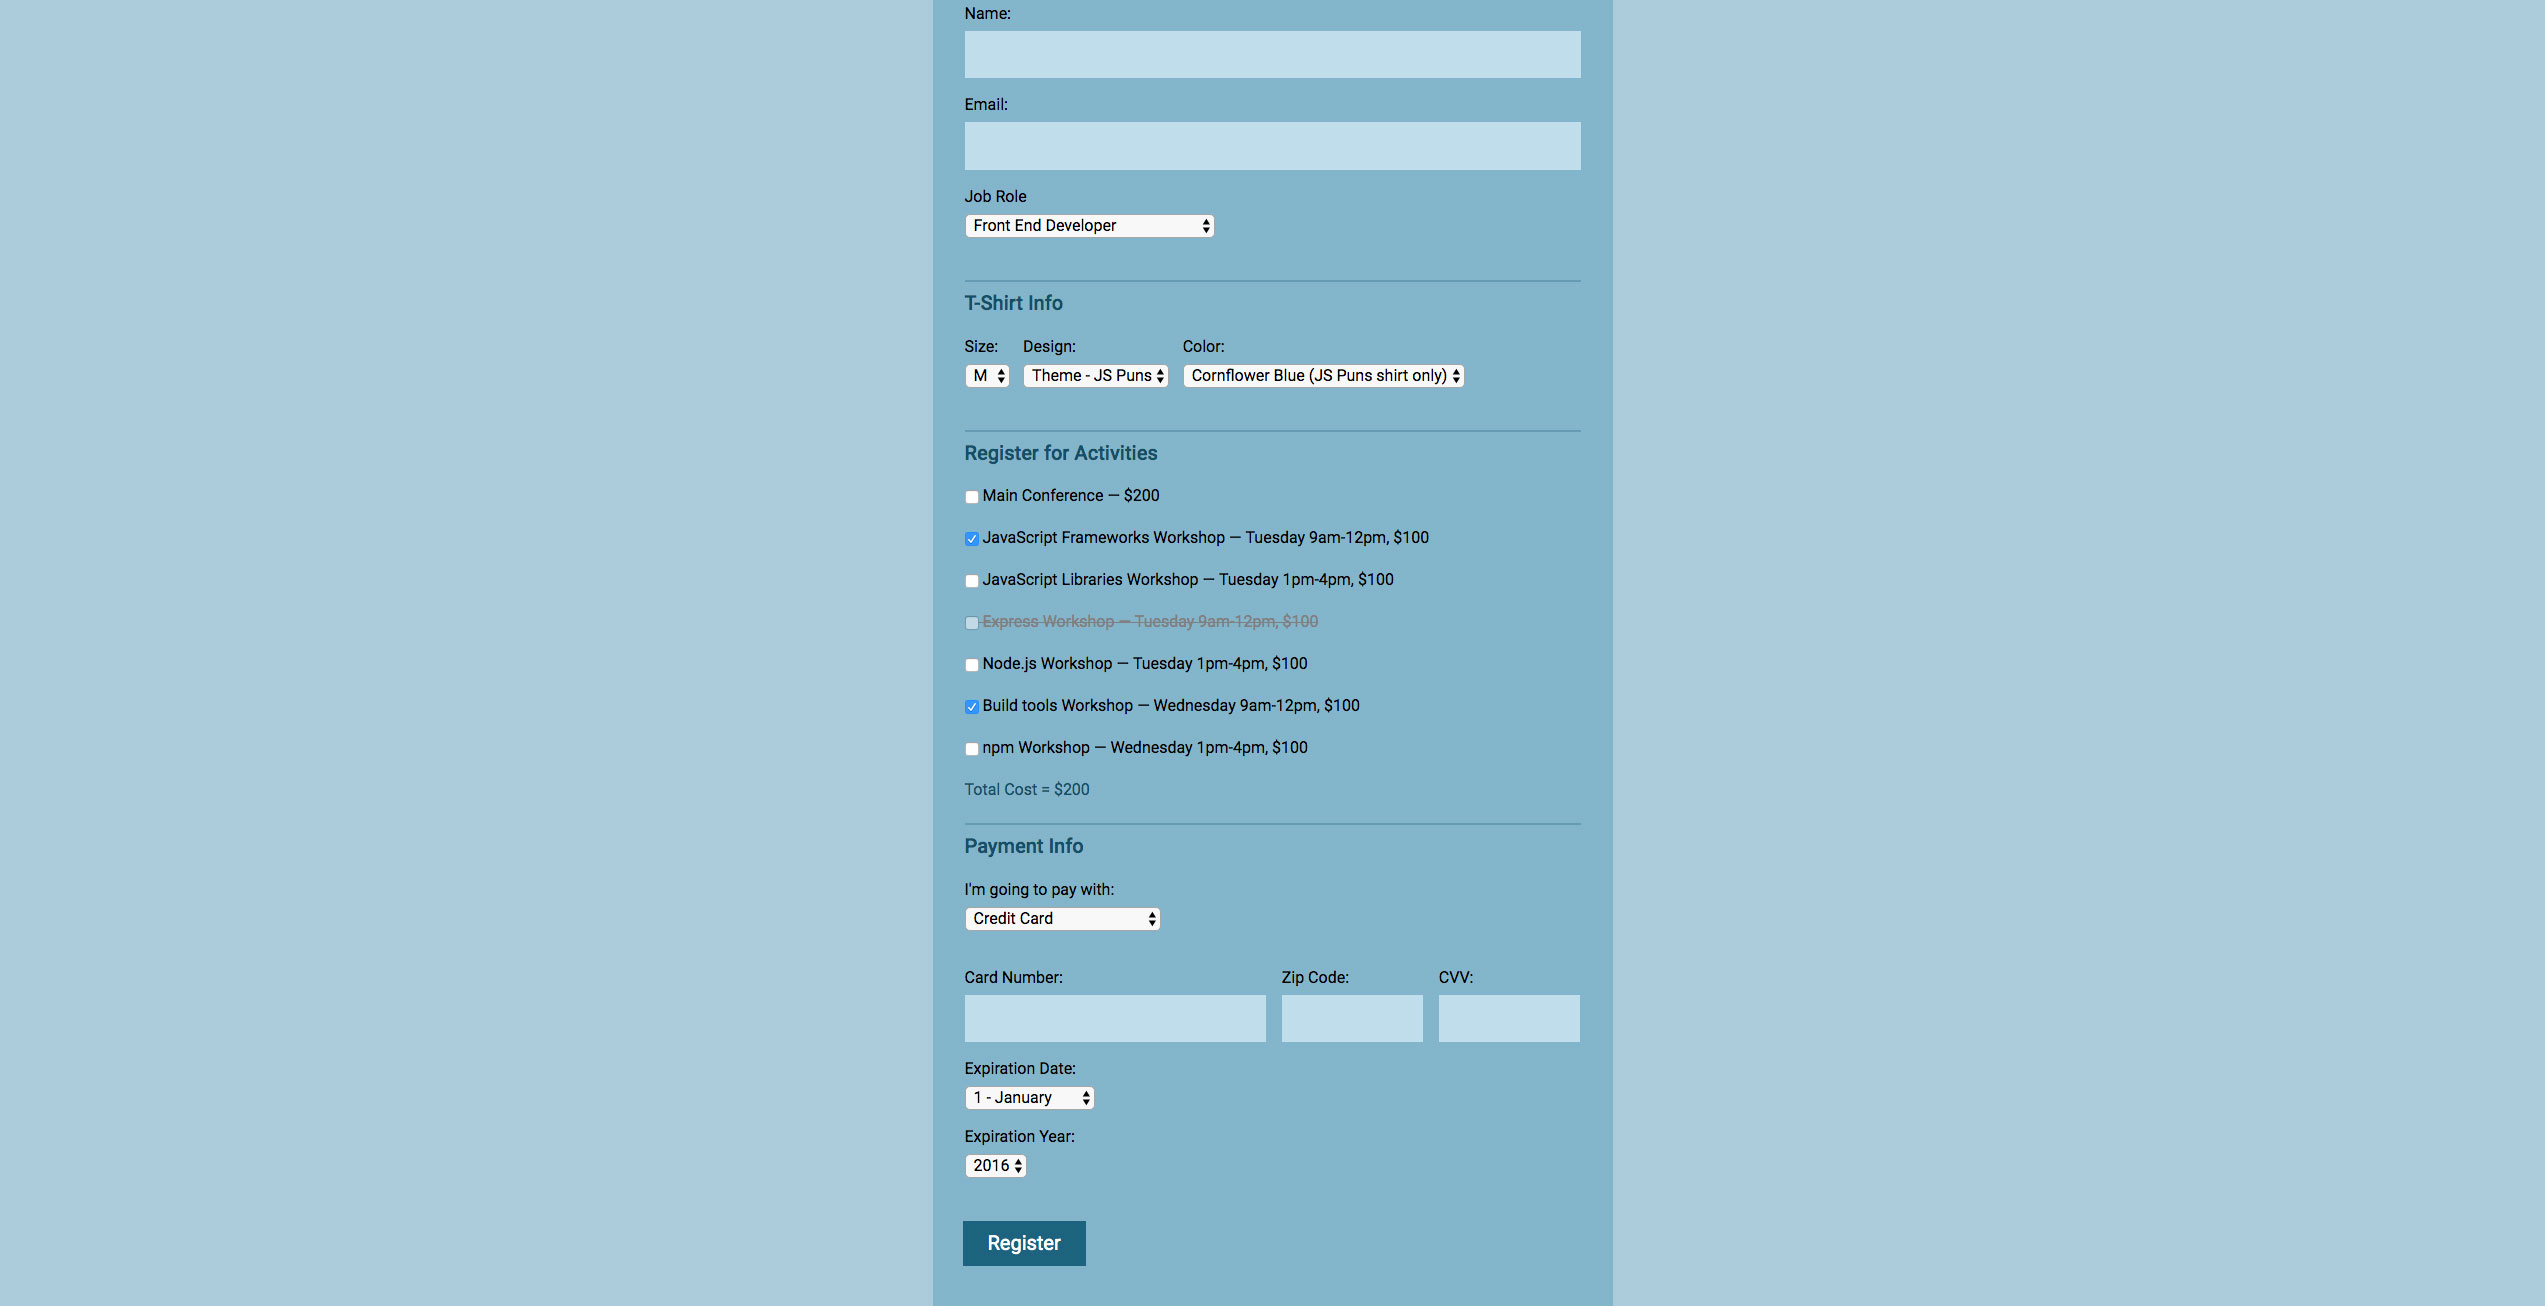 Name:
Email:
Job Role
Front End Developer
T-Shirt Info
Size: Design: Color:
M Theme - JS Puns Cornflower Blue (JS Puns shirt only)
Register for Activities
Main Conference — $200
JavaScript Frameworks Workshop — Tuesday 9am-12pm, $100
JavaScript Libraries Workshop — Tuesday 1pm-4pm, $100
Express Workshop — Tuesday 9am-12pm, $100
Node.js Workshop — Tuesday 1pm-4pm, $100
Build tools Workshop — Wednesday 9am-12pm, $100
npm Workshop — Wednesday 1pm-4pm, $100
Total Cost = $200
Payment Info
I'm going to pay with:
Credit Card
Card Number: Zip Code: CVV:
Expiration Date:
1 - January
Expiration Year:
2016
Register